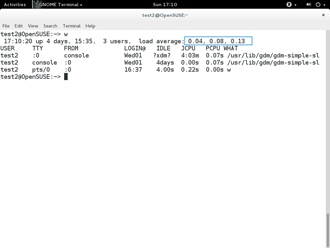 Activities GNOME Terminal Sun 17:10
test2@OpenSUSE:~
File Edit View Search Terminal Help
test2@OpenSUSE:~> w
17:10:20 up 4 days, 15:35, 3 users, load average: 0.04, 0.08, 0.13
USER TTY FROM LOGIN@ IDLE JCPU PCPU WHAT
test2 :0 console Wed01 ?xdm? 4:03m 0.07s /usr/lib/gdm/gdm-simple-sl
test2 console :0 Wed01 4days 0.00s 0.07s /usr/lib/gdm/gdm-simple-sl
test2 pts/0 :0 16:37 4.00s 0.22s 0.00s w
test2@OpenSUSE:~>